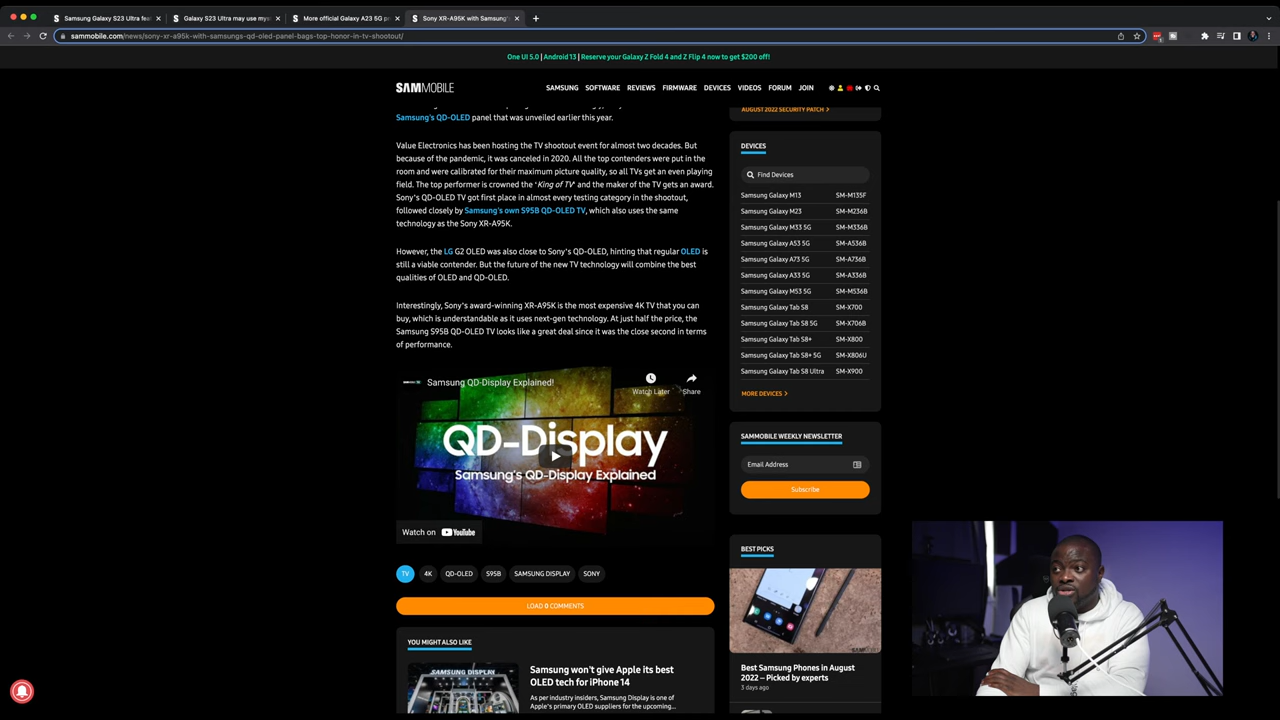 Samsung Galaxy S23 Ultra feat
Galaxy S23 Ultra may use mys
More official Galaxy A23 5G p
Sony XR-A95K with Samsung'
sammobile.com/news/sony-xr-a95k-with-samsungs-qd-oled-panel-bags-top-honor-in-tv-shootout/
One UI 5.0 | Android 13 | Reserve your Galaxy Z Fold 4 and Z Flip 4 now to get $200 off!
SAMMOBILE
SAMSUNG SOFTWARE REVIEWS FIRMWARE DEVICES VIDEOS FORUM JOIN
Samsung's QD-OLED panel that was unveiled earlier this year.
Value Electronics has been hosting the TV shootout event for almost two decades. But
because of the pandemic, it was canceled in 2020. All the top contenders were put in the
room and were calibrated for their maximum picture quality, so all TVs get an even playing
field. The top performer is crowned the 'King of TV' and the maker of the TV gets an award.
Sony's QD-OLED TV got first place in almost every testing category in the shootout,
followed closely by Samsung's own S95B QD-OLED TV, which also uses the same
technology as the Sony XR-A95K.
However, the LG G2 OLED was also close to Sony's QD-OLED, hinting that regular OLED is
still a viable contender. But the future of the new TV technology will combine the best
qualities of OLED and QD-OLED.
Interestingly, Sony's award-winning XR-A95K is the most expensive 4K TV that you can
buy, which is understandable as it uses next-gen technology. At just half the price, the
Samsung S95B QD-OLED TV looks like a great deal since it was the close second in terms
of performance.
Samsung QD-Display Explained!
Watch Later
Share
QD-Display
Samsung's QD-Display Explained
Watch on YouTube
TV 4K QD-OLED S95B SAMSUNG DISPLAY SONY
LOAD 0 COMMENTS
YOU MIGHT ALSO LIKE
SAMSUNG DISPLAY
Samsung won't give Apple its best
OLED tech for iPhone 14
As per industry insiders, Samsung Display is one of
Apple's primary OLED suppliers for the upcoming...
AUGUST 2022 SECURITY PATCH >
DEVICES
Find Devices
Samsung Galaxy M13 SM-M135F
Samsung Galaxy M23 SM-M236B
Samsung Galaxy M33 5G SM-M336B
Samsung Galaxy A53 5G SM-A536B
Samsung Galaxy A73 5G SM-A736B
Samsung Galaxy A33 5G SM-A336B
Samsung Galaxy M53 5G SM-M536B
Samsung Galaxy Tab S8 SM-X700
Samsung Galaxy Tab S8 5G SM-X706B
Samsung Galaxy Tab S8+ SM-X800
Samsung Galaxy Tab S8+ 5G SM-X806U
Samsung Galaxy Tab S8 Ultra SM-X900
MORE DEVICES >
SAMMOBILE WEEKLY NEWSLETTER
Email Address
Subscribe
BEST PICKS
Best Samsung Phones in August
2022 – Picked by experts
3 days ago